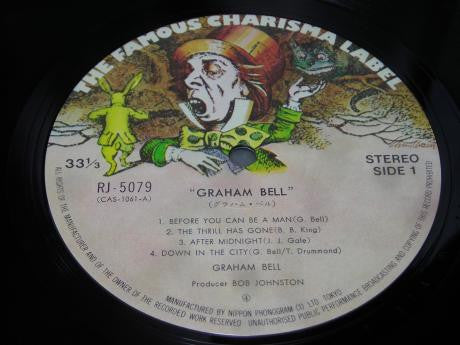 THE FAMOUS CHARISMA LABEL
33 1/3
STEREO
SIDE 1
RJ-5079
(CAS-1061-A)
"GRAHAM BELL"
(グラハム・ベル)
1. BEFORE YOU CAN BE A MAN(G. Bell)
2. THE THRILL HAS GONE(B. B. King)
3. AFTER MIDNIGHT(J. J. Gale)
4. DOWN IN THE CITY(G. Bell/T. Drummond)
GRAHAM BELL
Producer BOB JOHNSTON
4
MANUFACTURED BY NIPPON PHONOGRAM CO., LTD. TOKYO
ALL RIGHTS OF THE MANUFACTURER AND OF THE OWNER OF THE RECORDED WORK RESERVED UNAUTHORISED PUBLIC PERFORMANCE BROADCASTING AND COPYING OF THIS RECORD PROHIBITED